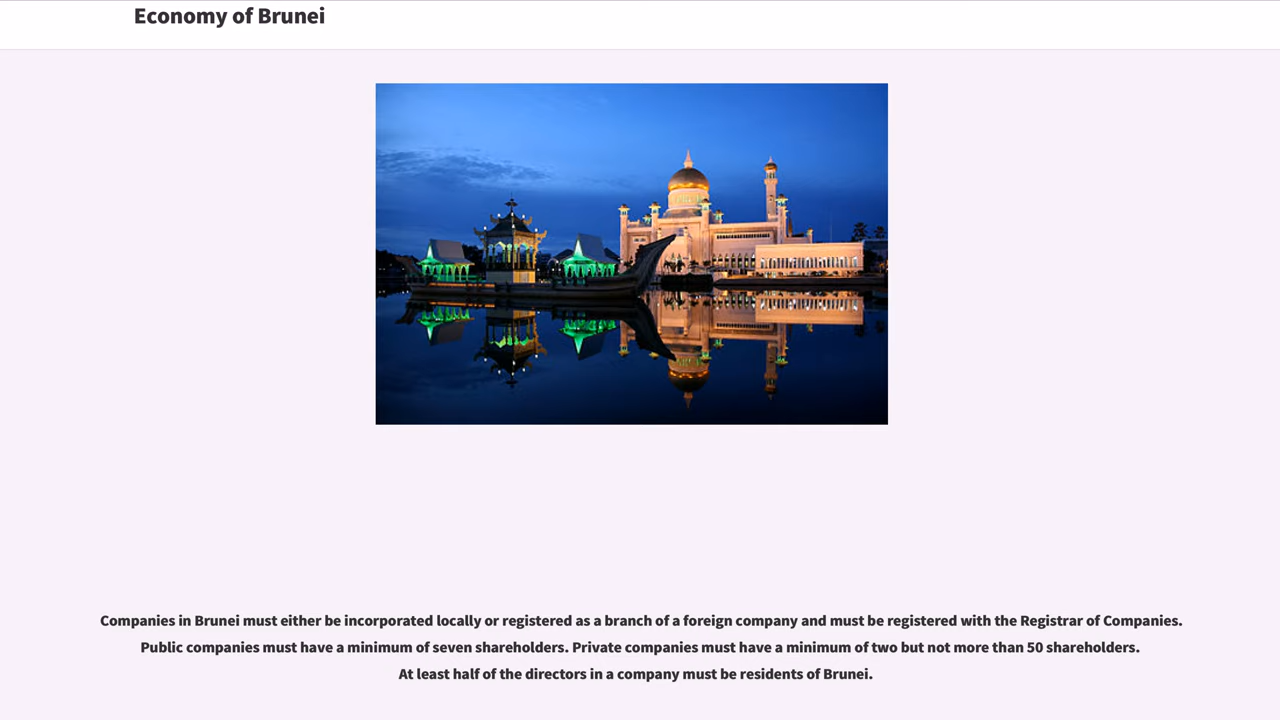 Economy of Brunei
Companies in Brunei must either be incorporated locally or registered as a branch of a foreign company and must be registered with the Registrar of Companies.
Public companies must have a minimum of seven shareholders. Private companies must have a minimum of two but not more than 50 shareholders.
At least half of the directors in a company must be residents of Brunei.